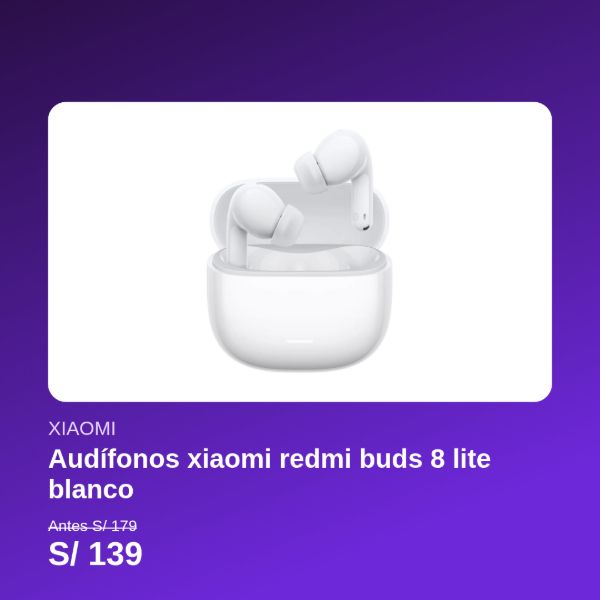 XIAOMI
Audífonos xiaomi redmi buds 8 lite
blanco
Antes S/ 179
S/ 139